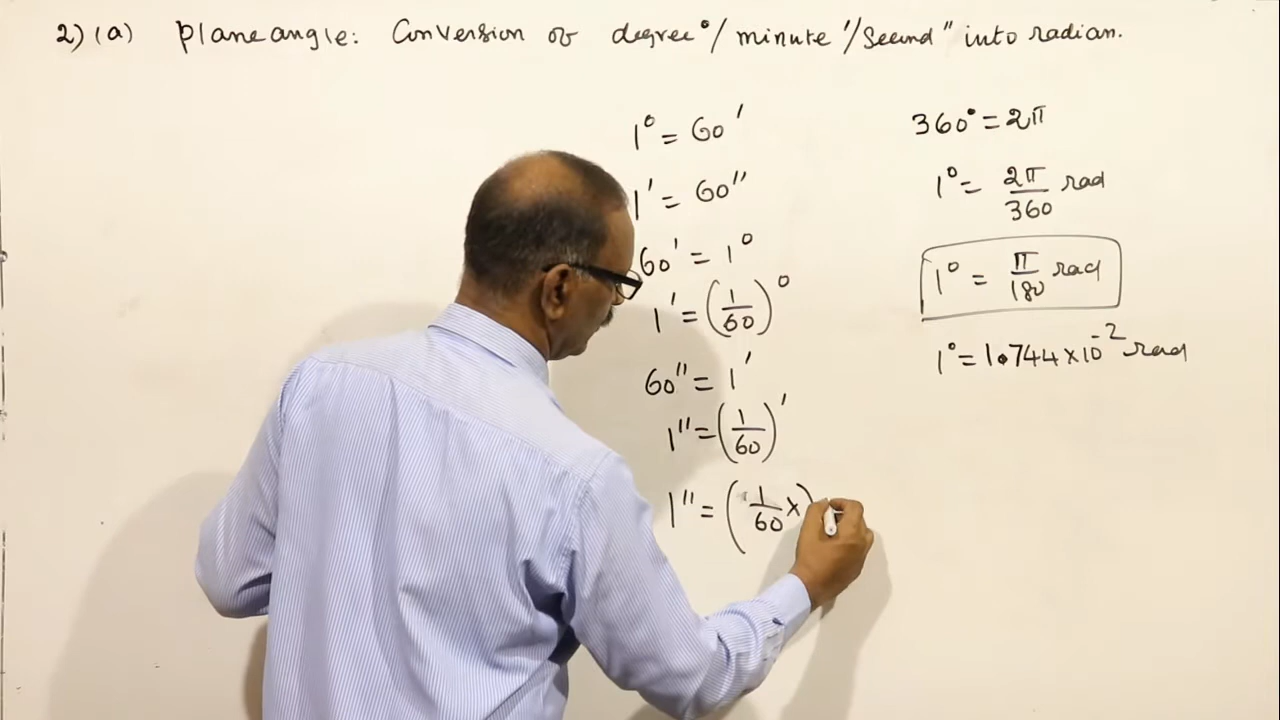 2) (a) Plane angle: Conversion of degree°/ minute '/Second" into radian.
1° = 60'
1' = 60"
60' = 1°
1' = (1/60)°
60" = 1'
1" = (1/60)'
1" = (1/60 ×)
360° = 2π
1° = 2π/360 rad
1° = π/180 rad
1° = 1.744×10⁻² rad